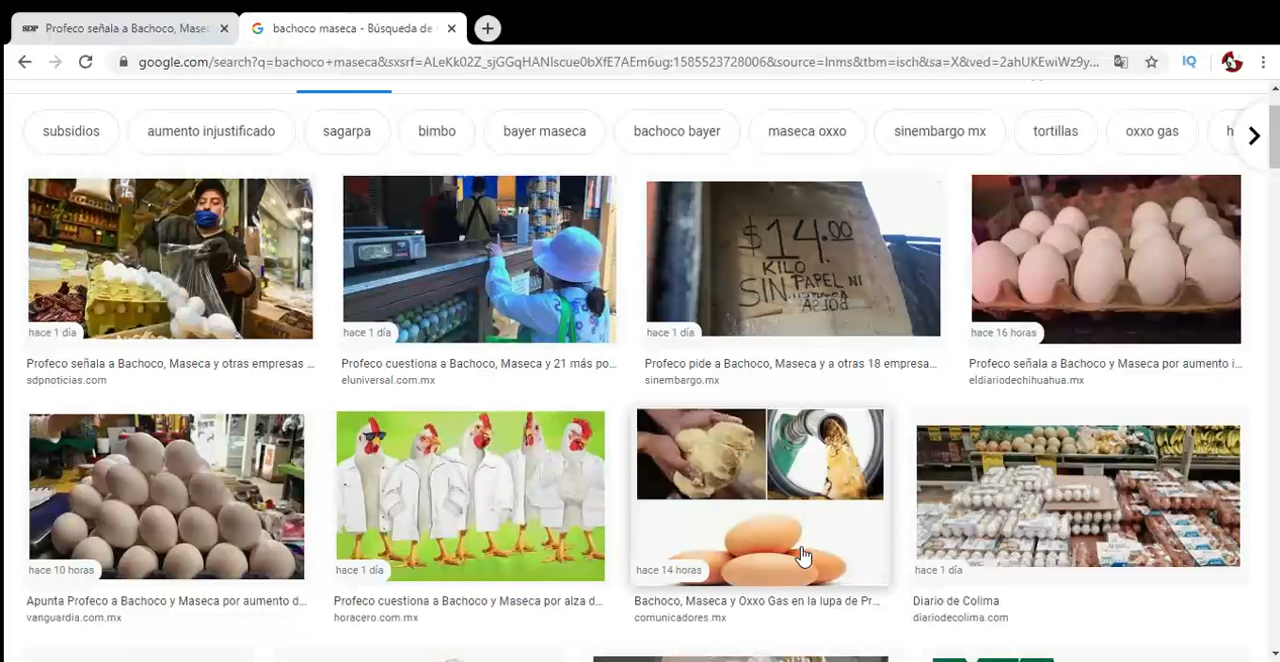 SDP Profeco señala a Bachoco, Masec
bachoco maseca - Búsqueda de
google.com/search?q=bachoco+maseca&sxsrf=ALeKk02Z_sjGGqHANIscue0bXfE7AEm6ug:1585523728006&source=lnms&tbm=isch&sa=X&ved=2ahUKEwiWz9y...
IQ
subsidios
aumento injustificado
sagarpa
bimbo
bayer maseca
bachoco bayer
maseca oxxo
sinembargo mx
tortillas
oxxo gas
h
$14.00
KILO
SIN PAPEL NI
BOLSA
hace 1 día
hace 1 día
hace 1 día
hace 16 horas
Profeco señala a Bachoco, Maseca y otras empresas ...
Profeco cuestiona a Bachoco, Maseca y 21 más po...
Profeco pide a Bachoco, Maseca y a otras 18 empresa...
Profeco señala a Bachoco y Maseca por aumento i...
sdpnoticias.com
eluniversal.com.mx
sinembargo.mx
eldiariodechihuahua.mx
hace 10 horas
hace 1 día
hace 14 horas
hace 1 día
Apunta Profeco a Bachoco y Maseca por aumento d...
Profeco cuestiona a Bachoco y Maseca por alza d...
Bachoco, Maseca y Oxxo Gas en la lupa de Pr...
Diario de Colima
vanguardia.com.mx
horacero.com.mx
comunicadores.mx
diariodecolima.com